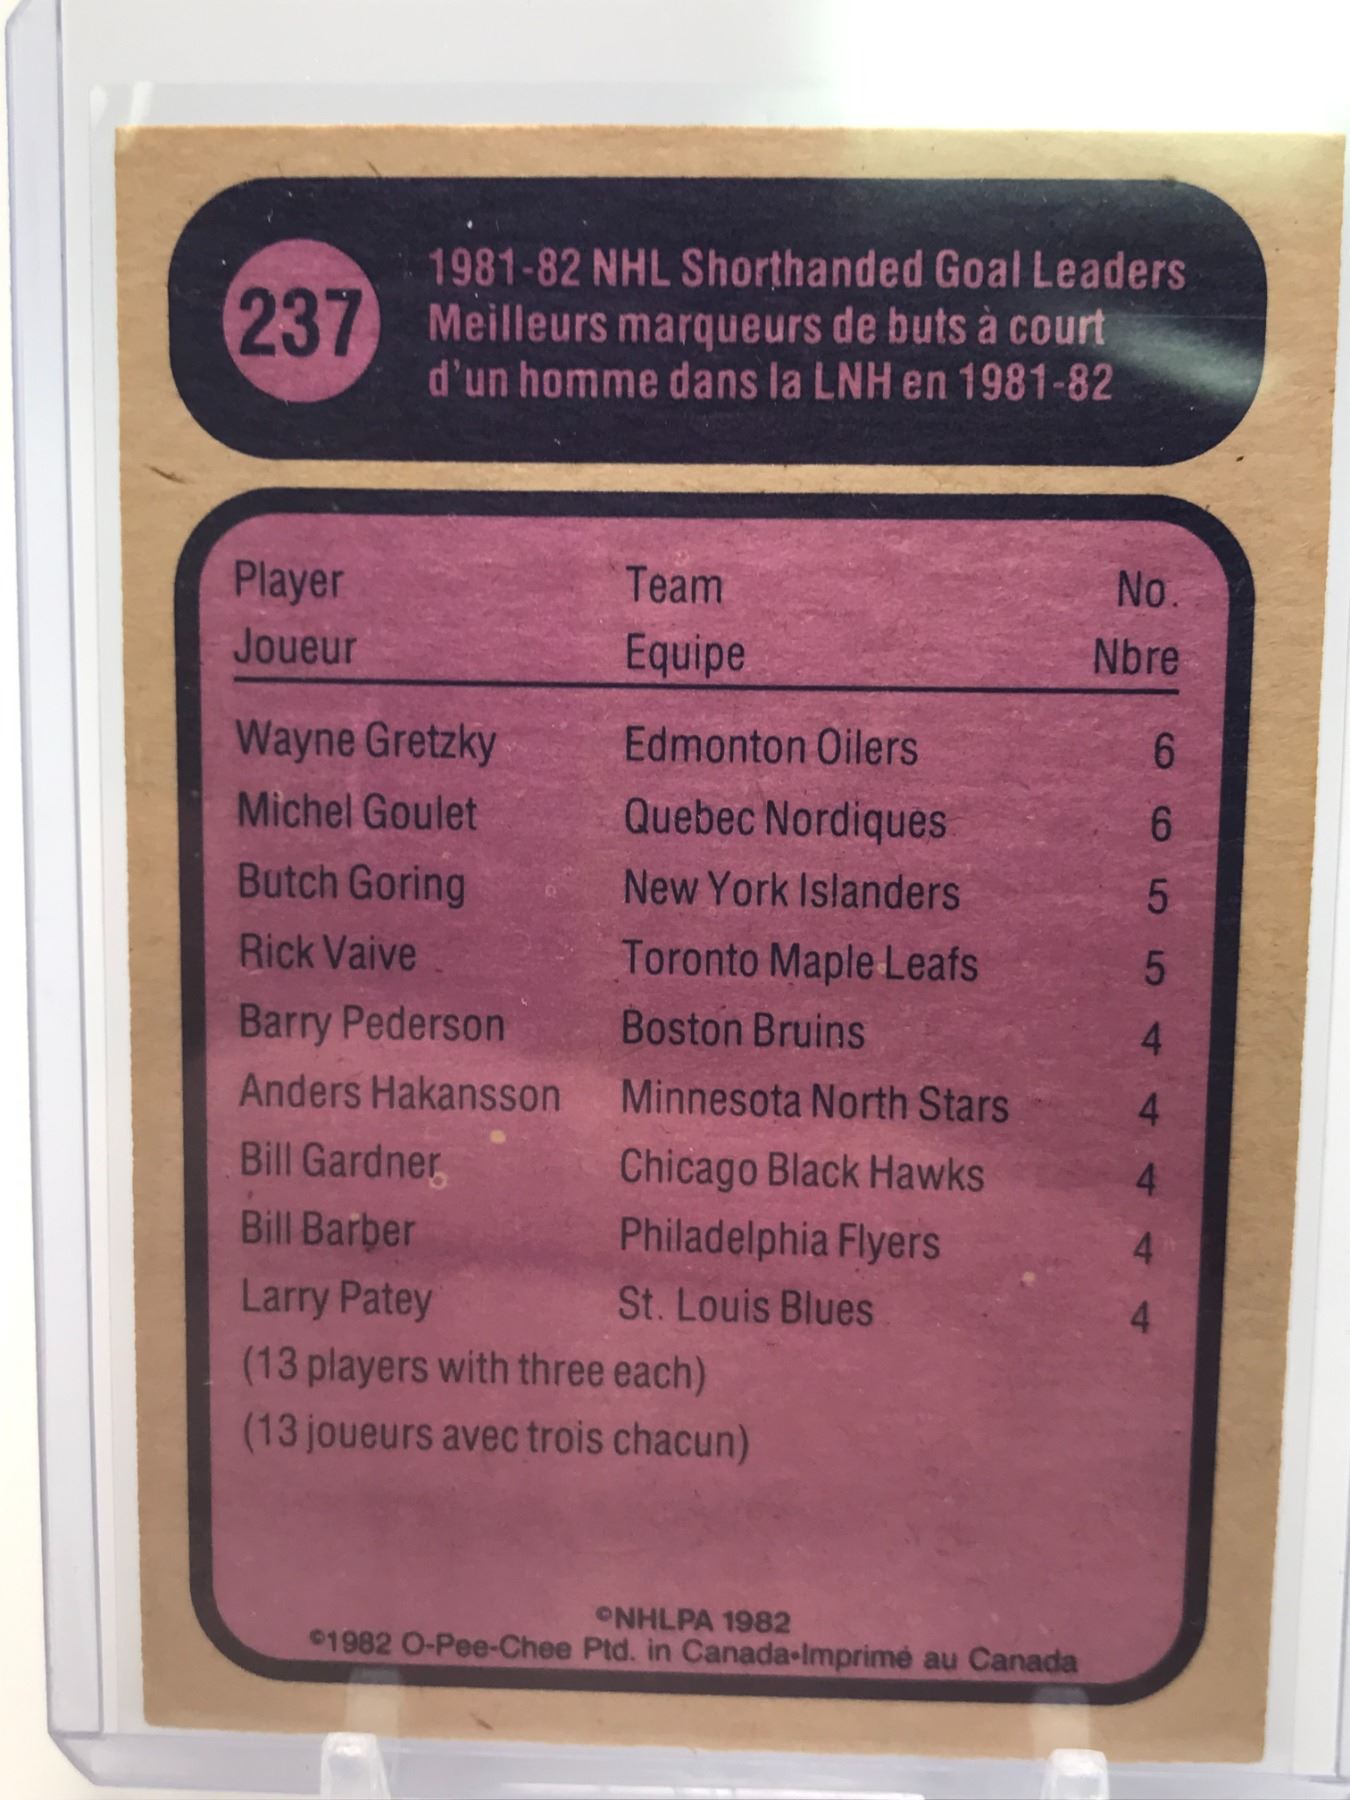 237
1981-82 NHL Shorthanded Goal Leaders
Meilleurs marqueurs de buts à court
d'un homme dans la LNH en 1981-82
Player Team No.
Joueur Equipe Nbre
Wayne Gretzky Edmonton Oilers 6
Michel Goulet Quebec Nordiques 6
Butch Goring New York Islanders 5
Rick Vaive Toronto Maple Leafs 5
Barry Pederson Boston Bruins 4
Anders Hakansson Minnesota North Stars 4
Bill Gardner Chicago Black Hawks 4
Bill Barber Philadelphia Flyers 4
Larry Patey St. Louis Blues 4
(13 players with three each)
(13 joueurs avec trois chacun)
©NHLPA 1982
©1982 O-Pee-Chee Ptd. in Canada•Imprimé au Canada